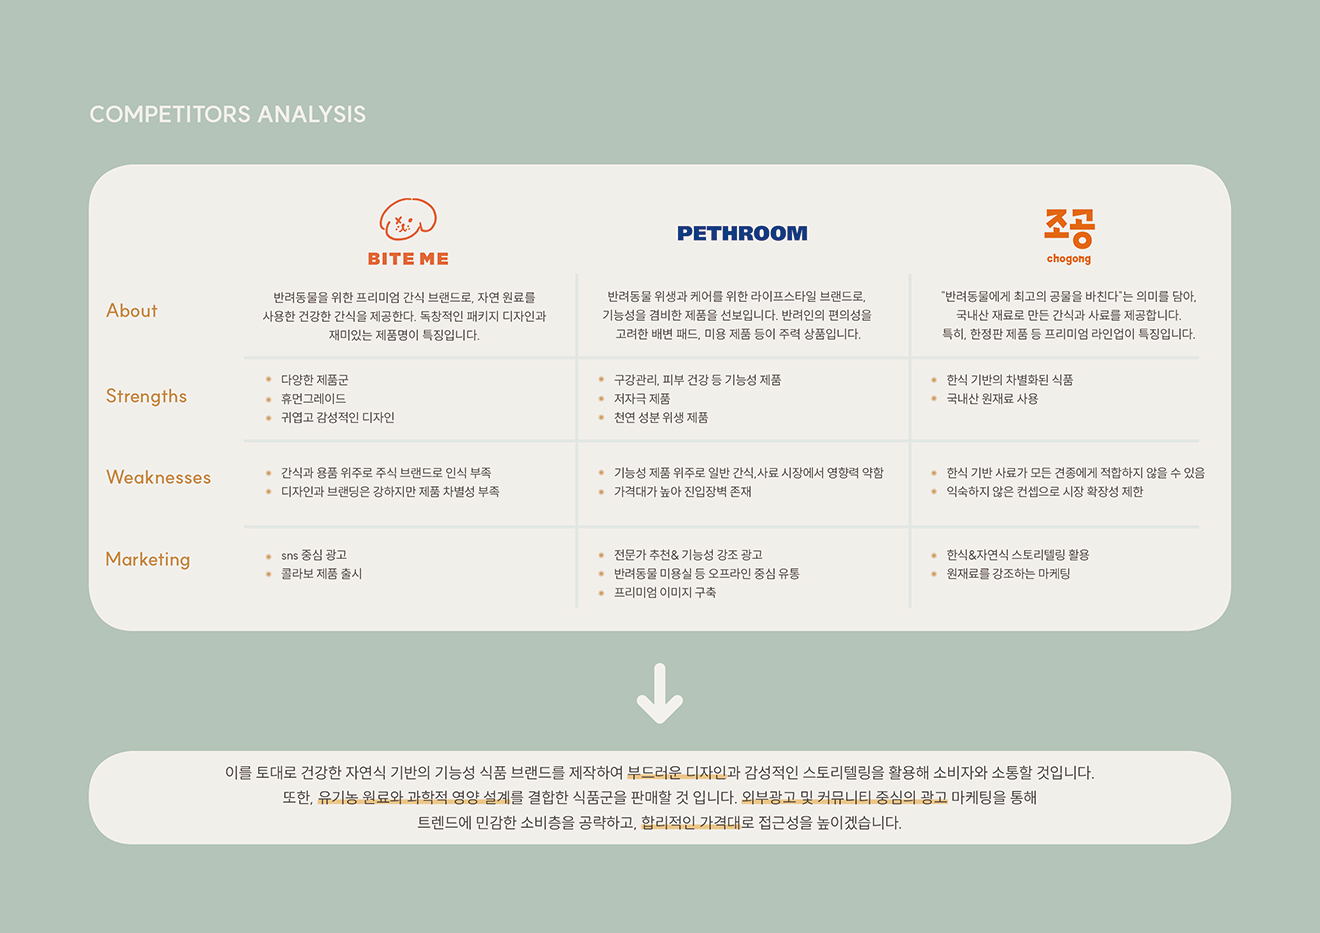 COMPETITORS ANALYSIS
BITE ME
PETHROOM
조공
chogong
About
반려동물을 위한 프리미엄 간식 브랜드로, 자연 원료를
사용한 건강한 간식을 제공한다. 독창적인 패키지 디자인과
재미있는 제품명이 특징입니다.
반려동물 위생과 케어를 위한 라이프스타일 브랜드로,
기능성을 겸비한 제품을 선보입니다. 반려인의 편의성을
고려한 배변 패드, 미용 제품 등이 주력 상품입니다.
"반려동물에게 최고의 공물을 바친다"는 의미를 담아,
국내산 재료로 만든 간식과 사료를 제공합니다.
특히, 한정판 제품 등 프리미엄 라인업이 특징입니다.
Strengths
다양한 제품군
휴먼그레이드
귀엽고 감성적인 디자인
구강관리, 피부 건강 등 기능성 제품
저자극 제품
천연 성분 위생 제품
한식 기반의 차별화된 식품
국내산 원재료 사용
Weaknesses
간식과 용품 위주로 주식 브랜드로 인식 부족
디자인과 브랜딩은 강하지만 제품 차별성 부족
기능성 제품 위주로 일반 간식,사료 시장에서 영향력 약함
가격대가 높아 진입장벽 존재
한식 기반 사료가 모든 견종에게 적합하지 않을 수 있음
익숙하지 않은 컨셉으로 시장 확장성 제한
Marketing
sns 중심 광고
콜라보 제품 출시
전문가 추천& 기능성 강조 광고
반려동물 미용실 등 오프라인 중심 유통
프리미엄 이미지 구축
한식&자연식 스토리텔링 활용
원재료를 강조하는 마케팅
이를 토대로 건강한 자연식 기반의 기능성 식품 브랜드를 제작하여 부드러운 디자인과 감성적인 스토리텔링을 활용해 소비자와 소통할 것입니다.
또한, 유기농 원료와 과학적 영양 설계를 결합한 식품군을 판매할 것 입니다. 외부광고 및 커뮤니티 중심의 광고 마케팅을 통해
트렌드에 민감한 소비층을 공략하고, 합리적인 가격대로 접근성을 높이겠습니다.